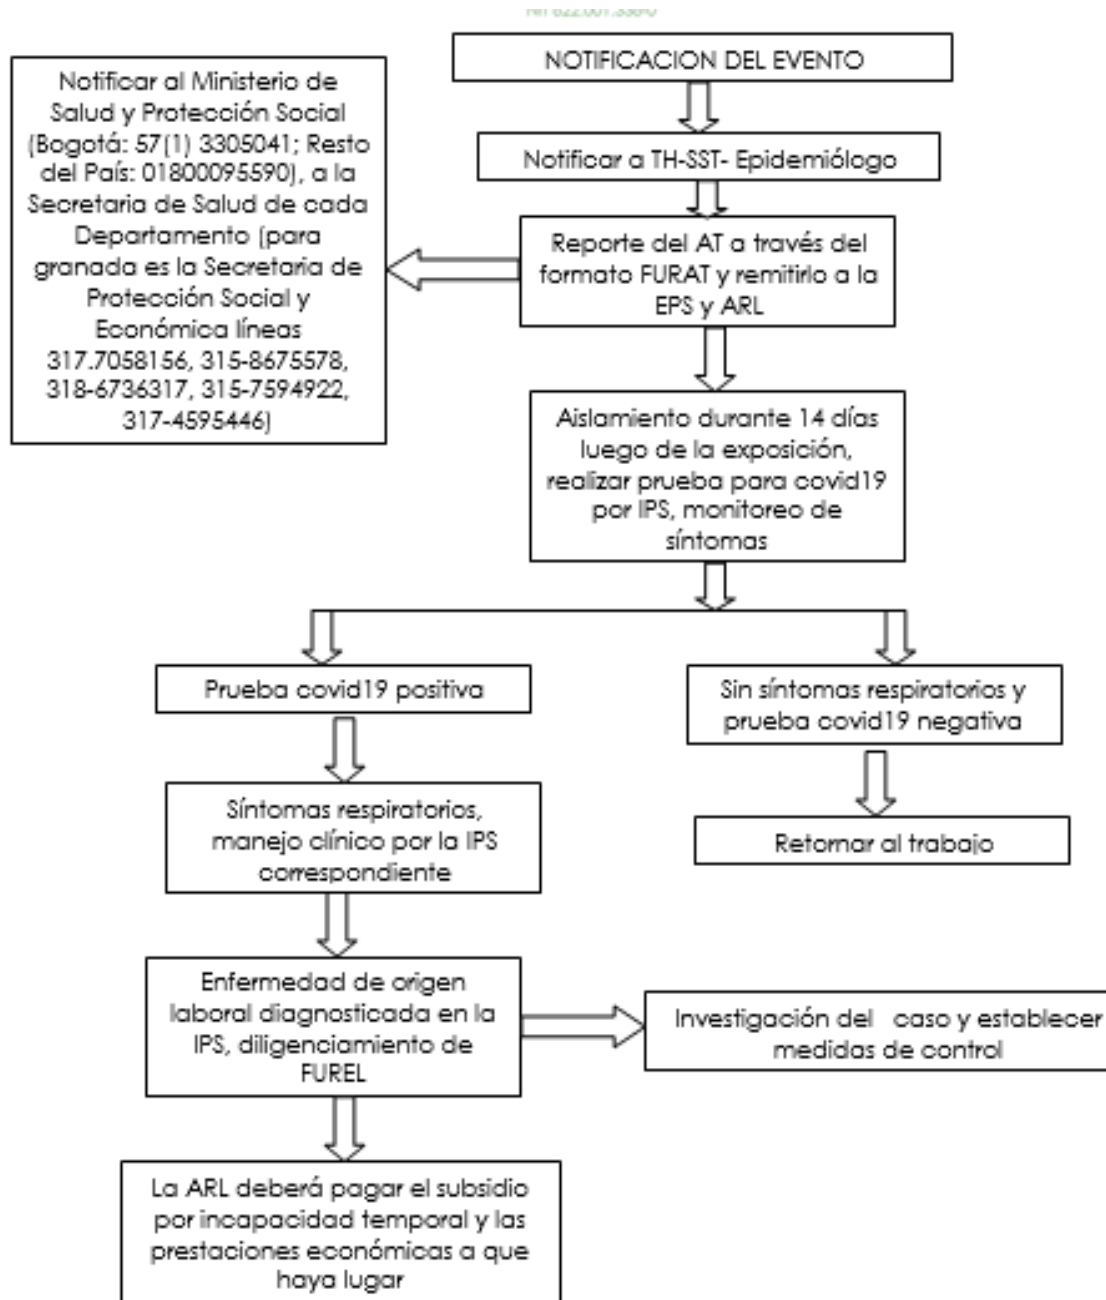 NOTIFICACION DEL EVENTO
Notificar al Ministerio de
Salud y Protección Social
(Bogotá: 57(1) 3305041; Resto
del País: 01800095590), a la
Secretaria de Salud de cada
Departamento (para
granada es la Secretaria de
Protección Social y
Económica líneas
317.7058156, 315-8675578,
318-6736317, 315-7594922,
317-4595446)
Notificar a TH-SST- Epidemiólogo
Reporte del AT a través del
formato FURAT y remitirlo a la
EPS y ARL
Aislamiento durante 14 días
luego de la exposición,
realizar prueba para covid19
por IPS, monitoreo de
síntomas
Prueba covid19 positiva
Sin síntomas respiratorios y
prueba covid19 negativa
Síntomas respiratorios,
manejo clínico por la IPS
correspondiente
Retornar al trabajo
Enfermedad de origen
laboral diagnosticada en la
IPS, diligenciamiento de
FUREL
Investigación del caso y establecer
medidas de control
La ARL deberá pagar el subsidio
por incapacidad temporal y las
prestaciones económicas a que
haya lugar